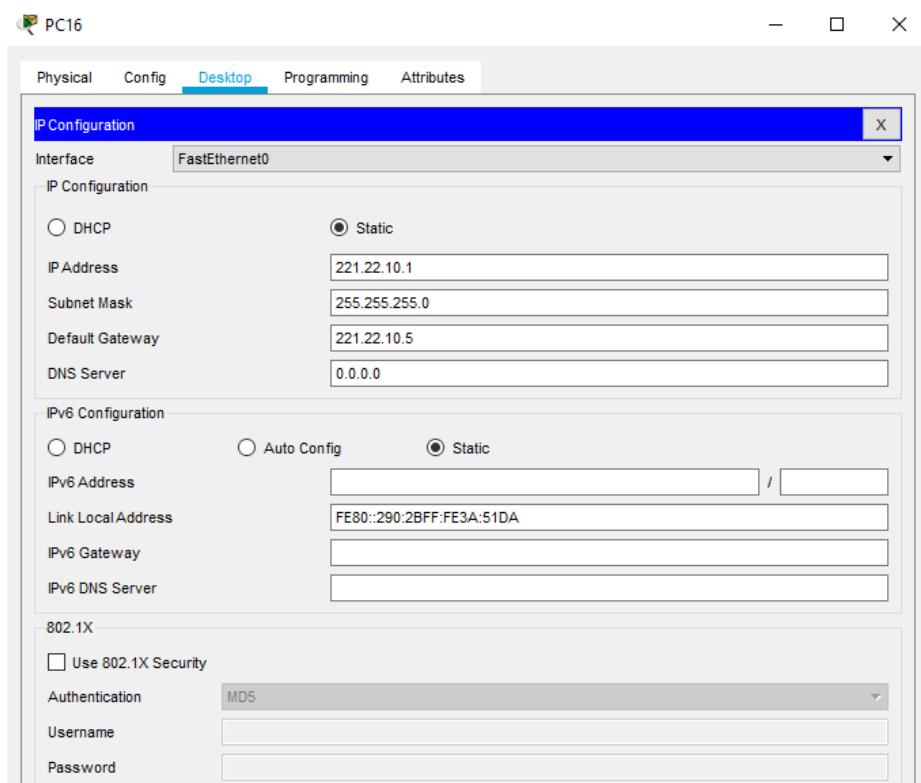 PC16
Physical Config Desktop Programming Attributes
IP Configuration X
Interface FastEthernet0
IP Configuration
DHCP Static
IP Address 221.22.10.1
Subnet Mask 255.255.255.0
Default Gateway 221.22.10.5
DNS Server 0.0.0.0
IPv6 Configuration
DHCP Auto Config Static
IPv6 Address /
Link Local Address FE80::290:2BFF:FE3A:51DA
IPv6 Gateway
IPv6 DNS Server
802.1X
Use 802.1X Security
Authentication MD5
Username
Password